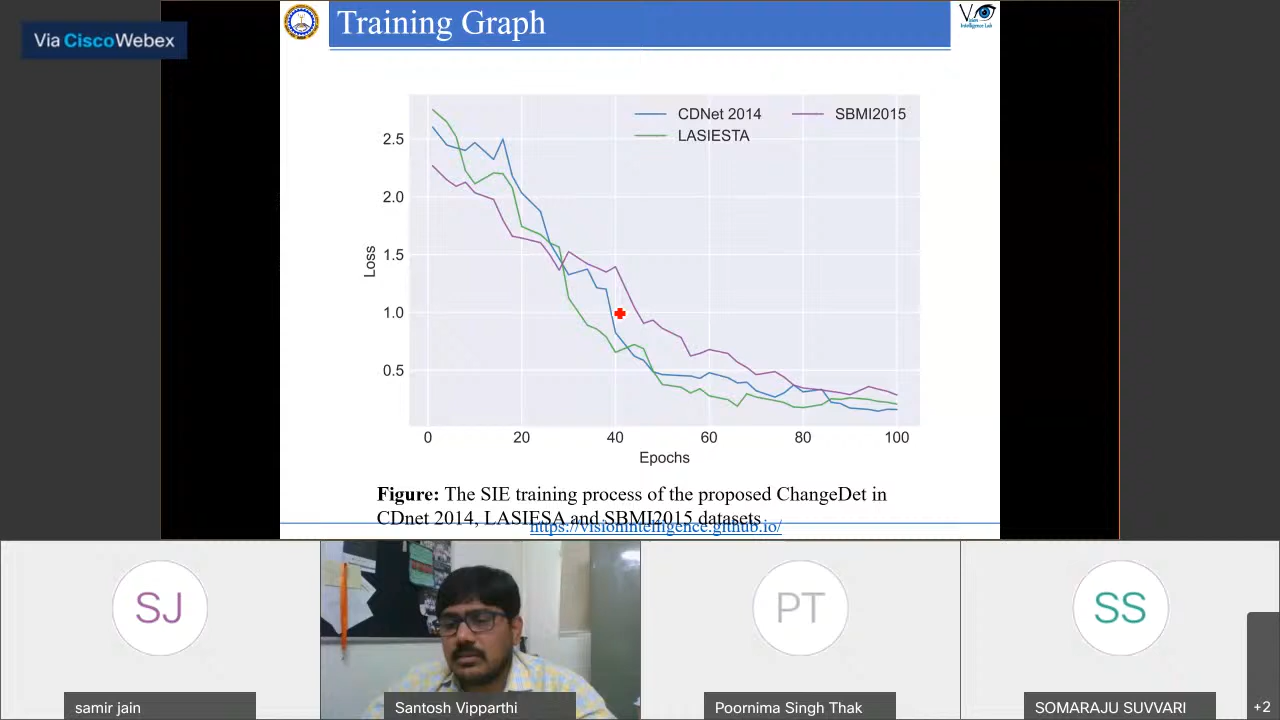 Training Graph
Vision
Intelligence Lab
Via CiscoWebex
CDNet 2014
SBMI2015
LASIESTA
2.5
2.0
1.5
1.0
0.5
Loss
0 20 40 60 80 100
Epochs
Figure: The SIE training process of the proposed ChangeDet in
CDnet 2014, LASIESA and SBMI2015 datasets
https://visionintelligence.github.io/
SJ
PT
SS
samir jain
Santosh Vipparthi
Poornima Singh Thak
SOMARAJU SUVVARI
+2